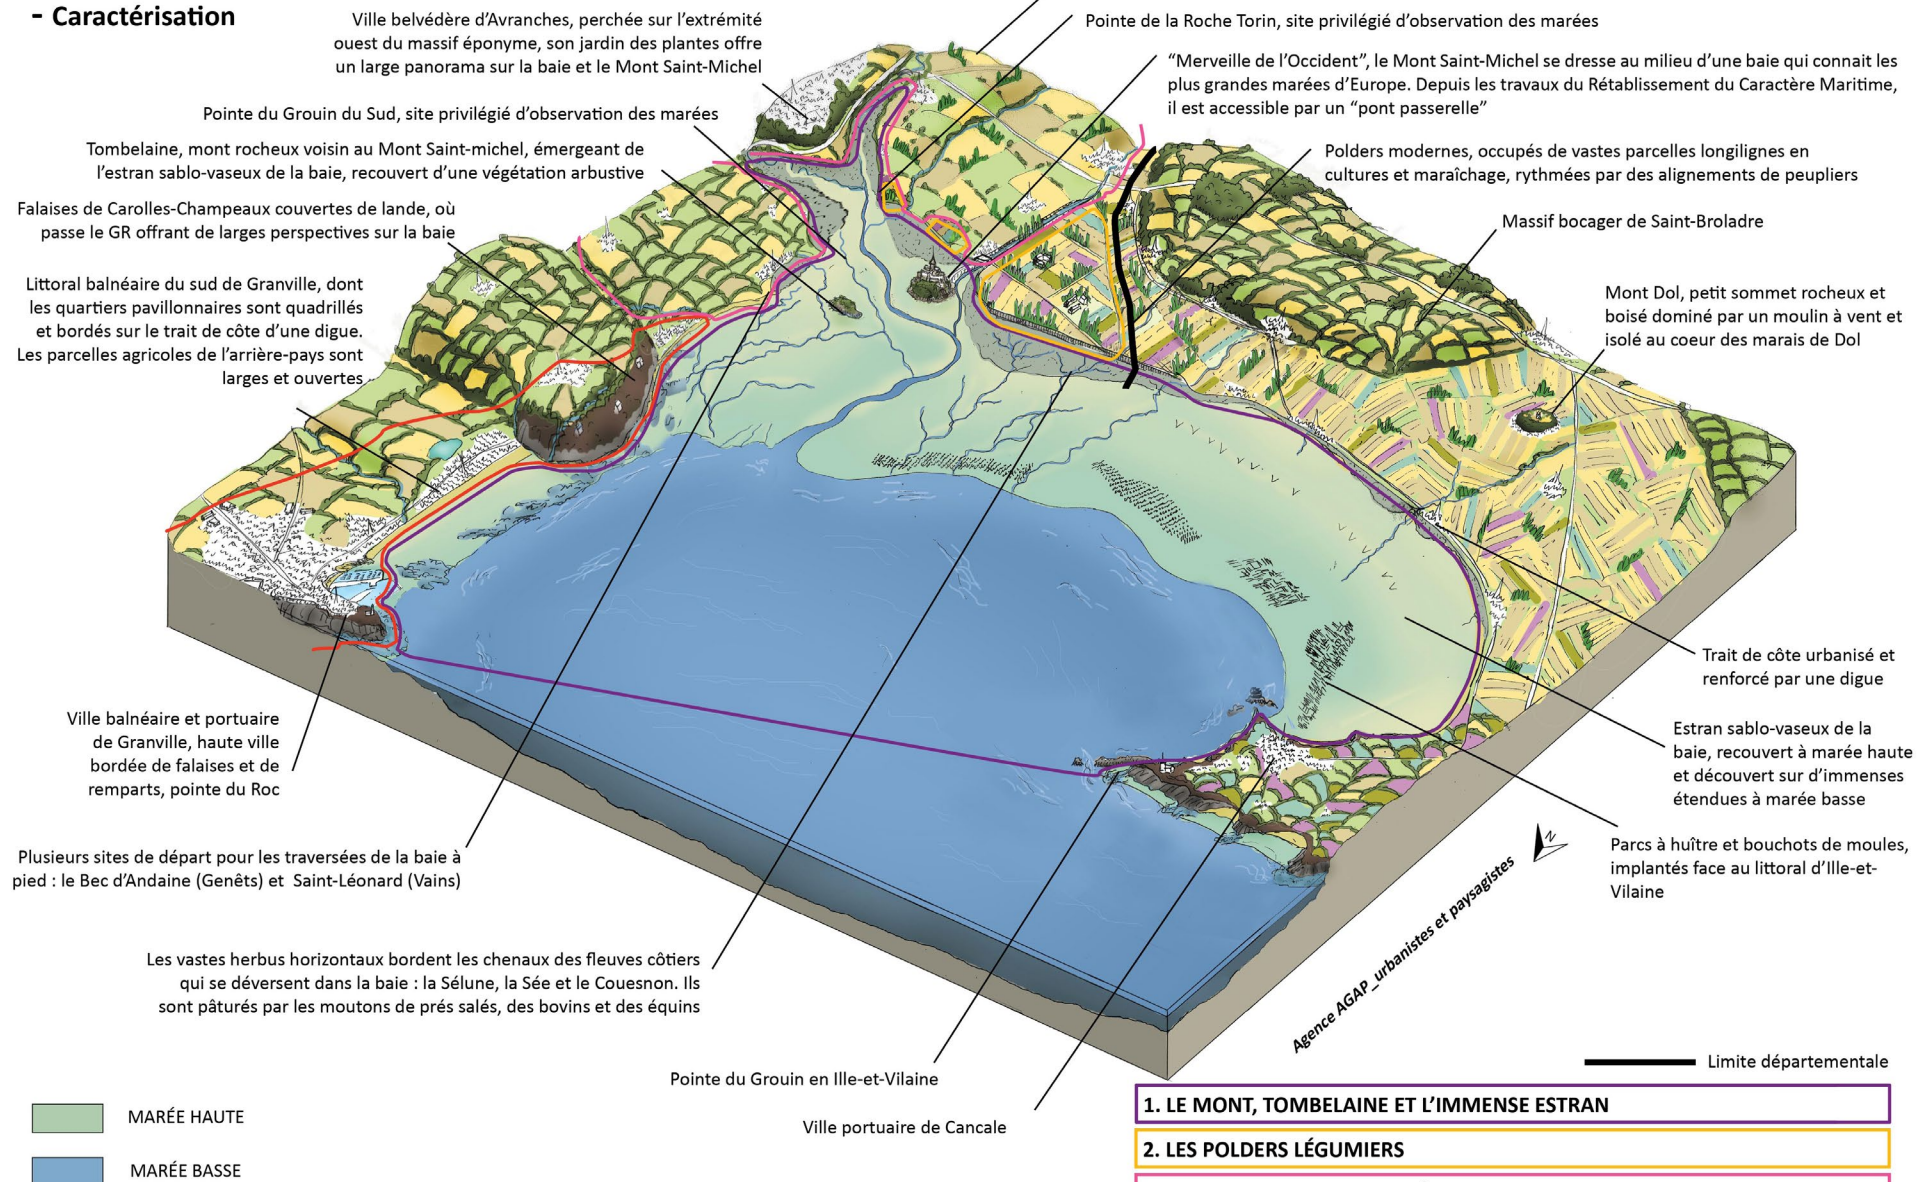 - Caractérisation
Ville belvédère d’Avranches, perchée sur l’extrémité
ouest du massif éponyme, son jardin des plantes offre
un large panorama sur la baie et le Mont Saint-Michel
Pointe du Grouin du Sud, site privilégié d’observation des marées
Tombelaine, mont rocheux voisin au Mont Saint-michel, émergeant de
l’estran sablo-vaseux de la baie, recouvert d’une végétation arbustive
Falaises de Carolles-Champeaux couvertes de lande, où
passe le GR offrant de larges perspectives sur la baie
Littoral balnéaire du sud de Granville, dont
les quartiers pavillonnaires sont quadrillés
et bordés sur le trait de côte d’une digue.
Les parcelles agricoles de l’arrière-pays sont
larges et ouvertes
Pointe de la Roche Torin, site privilégié d’observation des marées
“Merveille de l’Occident”, le Mont Saint-Michel se dresse au milieu d’une baie qui connait les
plus grandes marées d’Europe. Depuis les travaux du Rétablissement du Caractère Maritime,
il est accessible par un “pont passerelle”
Polders modernes, occupés de vastes parcelles longilignes en
cultures et maraîchage, rythmées par des alignements de peupliers
Massif bocager de Saint-Broladre
Mont Dol, petit sommet rocheux et
boisé dominé par un moulin à vent et
isolé au coeur des marais de Dol
Trait de côte urbanisé et
renforcé par une digue
Estran sablo-vaseux de la
baie, recouvert à marée haute
et découvert sur d’immenses
étendues à marée basse
Parcs à huître et bouchots de moules,
implantés face au littoral d’Ille-et-
Vilaine
Ville balnéaire et portuaire
de Granville, haute ville
bordée de falaises et de
remparts, pointe du Roc
Plusieurs sites de départ pour les traversées de la baie à
pied : le Bec d’Andaine (Genêts) et Saint-Léonard (Vains)
Les vastes herbus horizontaux bordent les chenaux des fleuves côtiers
qui se déversent dans la baie : la Sélune, la Sée et le Couesnon. Ils
sont pâturés par les moutons de prés salés, des bovins et des équins
Pointe du Grouin en Ille-et-Vilaine
Ville portuaire de Cancale
N
Agence AGAP_urbanistes et paysagistes
Limite départementale
MARÉE HAUTE
MARÉE BASSE
1. LE MONT, TOMBELAINE ET L’IMMENSE ESTRAN
2. LES POLDERS LÉGUMIERS